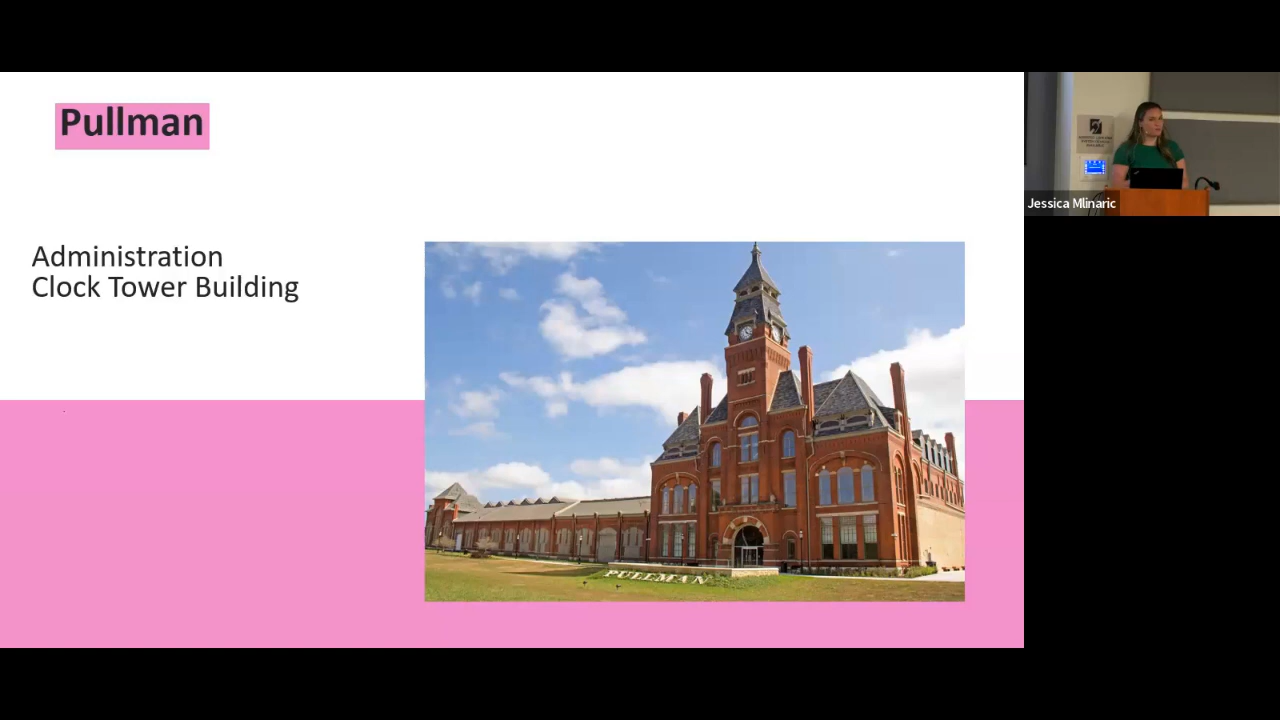 Pullman
Administration
Clock Tower Building
PULLMAN
Jessica Mlinaric